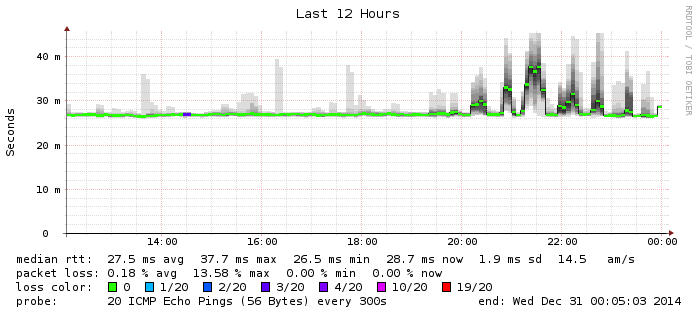 Last 12 Hours
RRDTOOL / TOBI OETIKER
Seconds
40 m
30 m
20 m
10 m
0
14:00 16:00 18:00 20:00 22:00 00:00
median rtt: 27.5 ms avg 37.7 ms max 26.5 ms min 28.7 ms now 1.9 ms sd 14.5 am/s
packet loss: 0.18 % avg 13.58 % max 0.00 % min 0.00 % now
loss color: 0 1/20 2/20 3/20 4/20 10/20 19/20
probe: 20 ICMP Echo Pings (56 Bytes) every 300s end: Wed Dec 31 00:05:03 2014